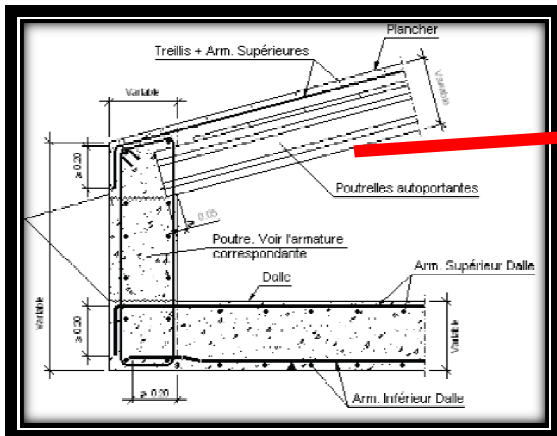 Plancher
Treillis + Arm. Supérieures
Variable
Variable
≥ 0.20
Poutrelles autoportantes
≥ 0.05
Poutre. Voir l'armature
correspondante
Dalle
Arm. Supérieur Dalle
Variable
≥ 0.20
Variable
≥ 0.20
Arm. Inférieur Dalle